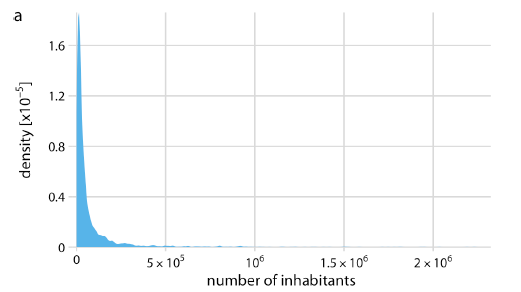 a
density [x10⁻⁵]
1.6
1.2
0.8
0.4
0
0 5 × 10⁵ 10⁶ 1.5 × 10⁶ 2 × 10⁶
number of inhabitants